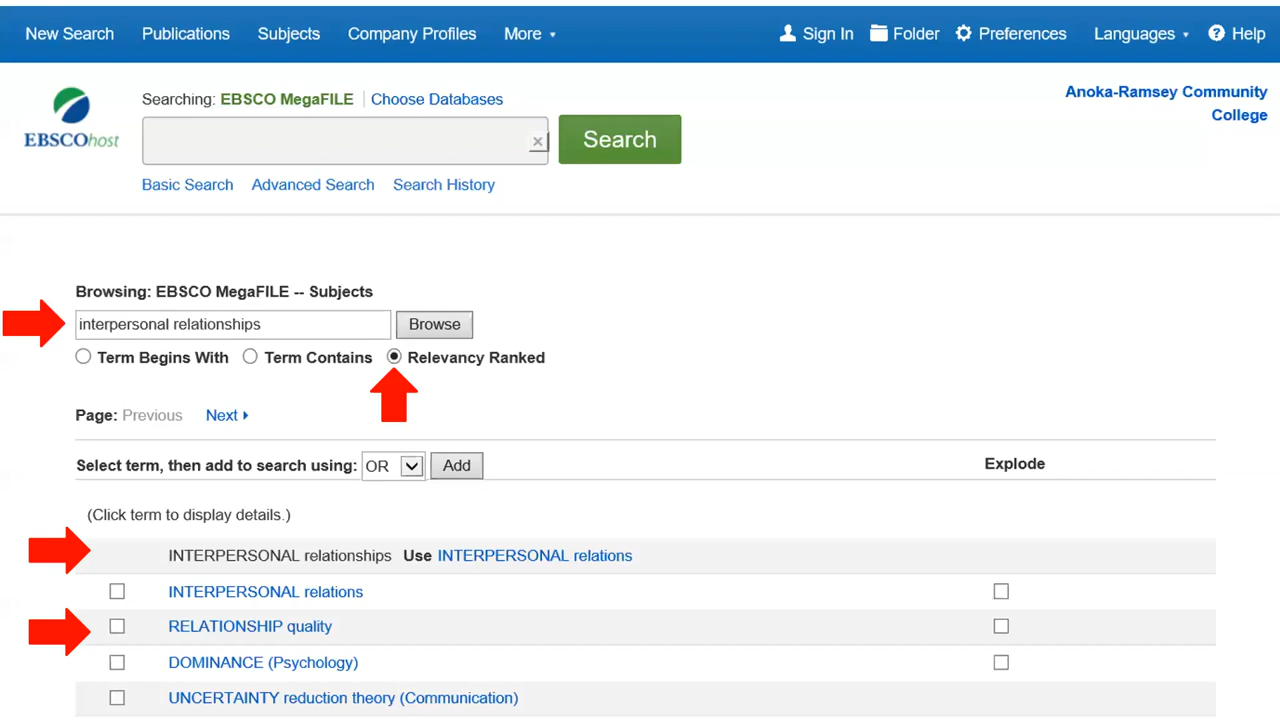 New Search Publications Subjects Company Profiles More Sign In Folder Preferences Languages Help
Searching: EBSCO MegaFILE Choose Databases
Anoka-Ramsey Community
College
EBSCOhost
Search
Basic Search Advanced Search Search History
Browsing: EBSCO MegaFILE -- Subjects
interpersonal relationships Browse
Term Begins With Term Contains Relevancy Ranked
Page: Previous Next
Select term, then add to search using: OR Add Explode
(Click term to display details.)
INTERPERSONAL relationships Use INTERPERSONAL relations
INTERPERSONAL relations
RELATIONSHIP quality
DOMINANCE (Psychology)
UNCERTAINTY reduction theory (Communication)